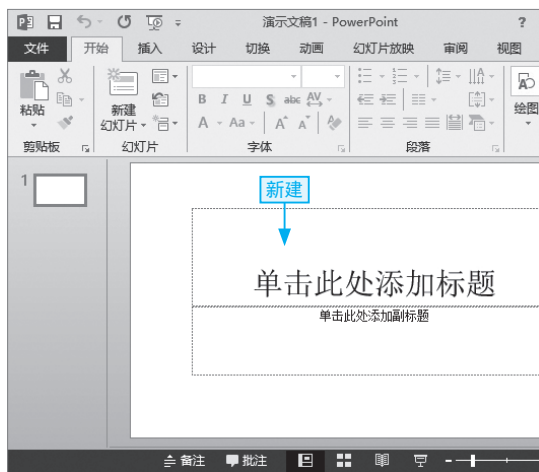 演示文稿1 - PowerPoint ?
文件 开始 插入 设计 切换 动画 幻灯片放映 审阅 视图
粘贴
新建
幻灯片
B I U S abc AV
A Aa A A
绘图
剪贴板 幻灯片 字体 段落
1
新建
单击此处添加标题
单击此处添加副标题
备注 批注